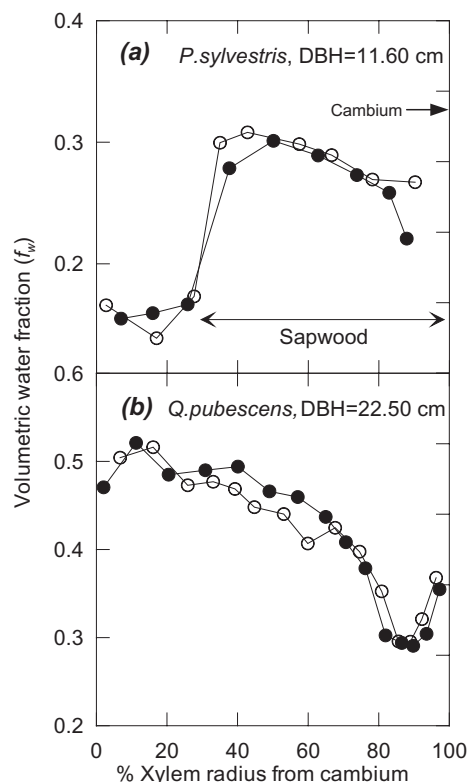 0.4
(a) P.sylvestris, DBH=11.60 cm
Cambium
0.3
0.2
Sapwood
Volumetric water fraction (fw)
0.6
(b) Q.pubescens, DBH=22.50 cm
0.5
0.4
0.3
0.2
0 20 40 60 80 100
% Xylem radius from cambium